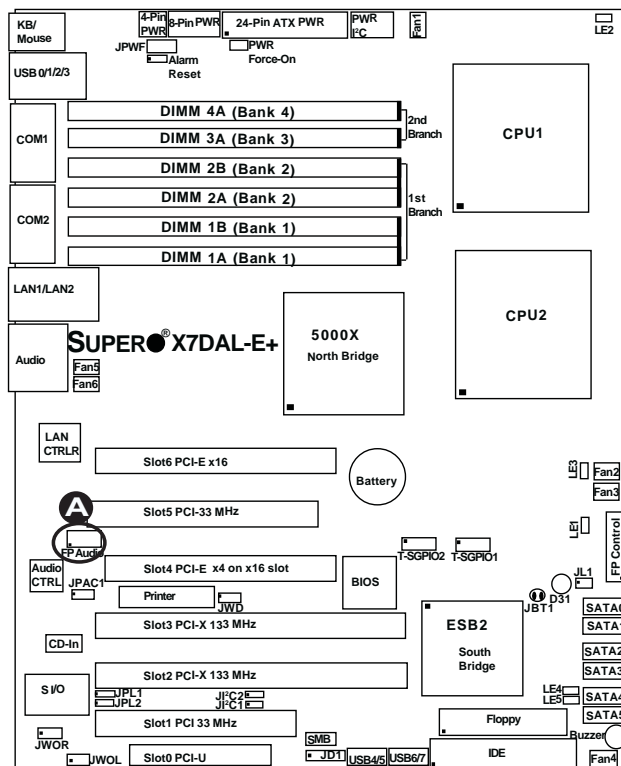 KB/
Mouse
4-Pin
PWR
8-Pin PWR
24-Pin ATX PWR
PWR
I²C
Fan1
LE2
JPWF
Alarm
Reset
PWR
Force-On
USB 0/1/2/3
DIMM 4A (Bank 4)
DIMM 3A (Bank 3)
2nd
Branch
DIMM 2B (Bank 2)
DIMM 2A (Bank 2)
DIMM 1B (Bank 1)
DIMM 1A (Bank 1)
1st
Branch
CPU1
COM1
COM2
LAN1/LAN2
CPU2
Audio
SUPER® X7DAL-E+
Fan5
Fan6
5000X
North Bridge
LAN
CTRLR
Slot6 PCI-E x16
Battery
LE3
Fan2
Fan3
A
Slot5 PCI-33 MHz
FP Audio
LE1
FP Control
Audio
CTRL
Slot4 PCI-E x4 on x16 slot
T-SGPIO2
T-SGPIO1
JPAC1
Printer
JWD
BIOS
JL1
D31
JBT1
Slot3 PCI-X 133 MHz
CD-In
ESB2
South
Bridge
SATA0
SATA1
SATA2
SATA3
Slot2 PCI-X 133 MHz
S I/O
JPL1
JPL2
JI²C2
JI²C1
LE4
LE5
SATA4
SATA5
Slot1 PCI 33 MHz
Floppy
Buzzer
JWOR
JWOL
Slot0 PCI-U
SMB
JD1
USB4/5
USB6/7
IDE
Fan4